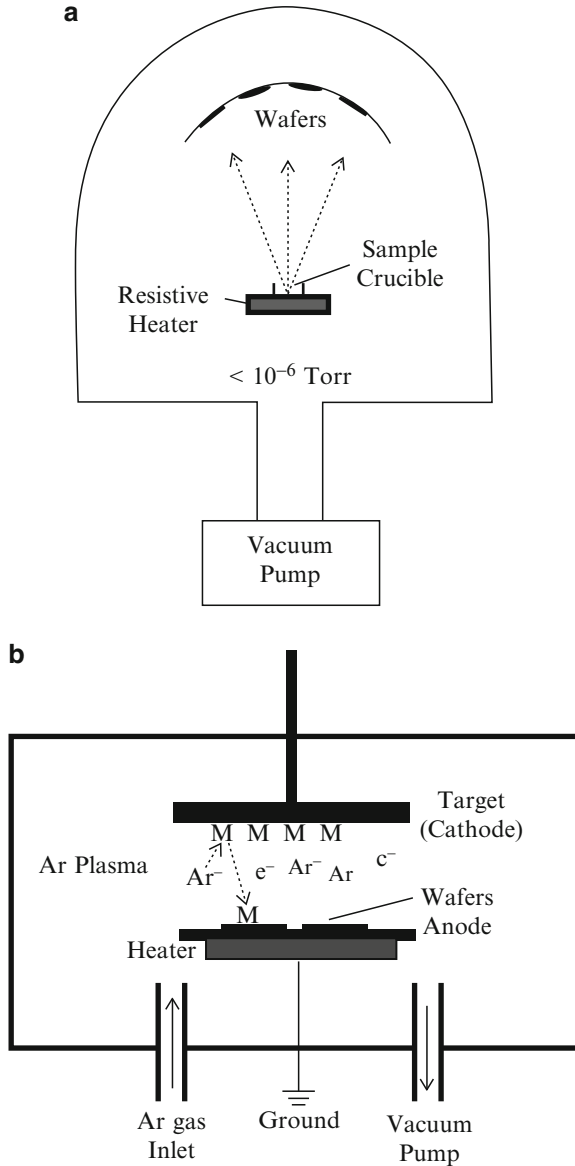 a
Wafers
Sample
Crucible
Resistive
Heater
< 10⁻⁶ Torr
Vacuum
Pump
b
Target
(Cathode)
M M M M
Ar Plasma
Ar⁻ e⁻ Ar⁻ Ar c⁻
M
Wafers
Anode
Heater
Ar gas
Inlet
Ground
Vacuum
Pump